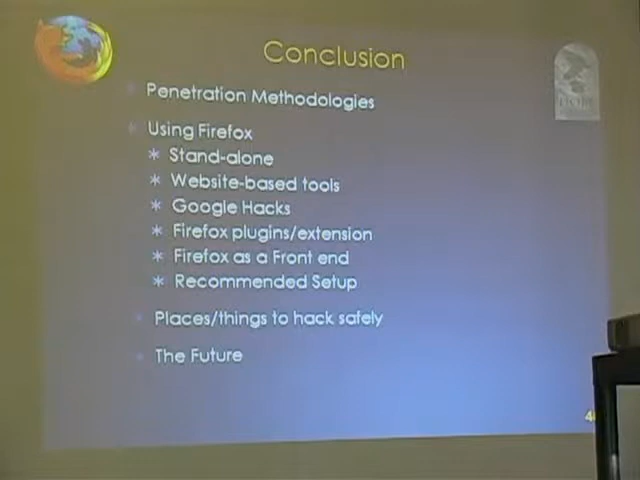 Conclusion
Penetration Methodologies
Using Firefox
* Stand-alone
* Website-based tools
* Google Hacks
* Firefox plugins/extension
* Firefox as a Front end
* Recommended Setup
Places/things to hack safely
The Future